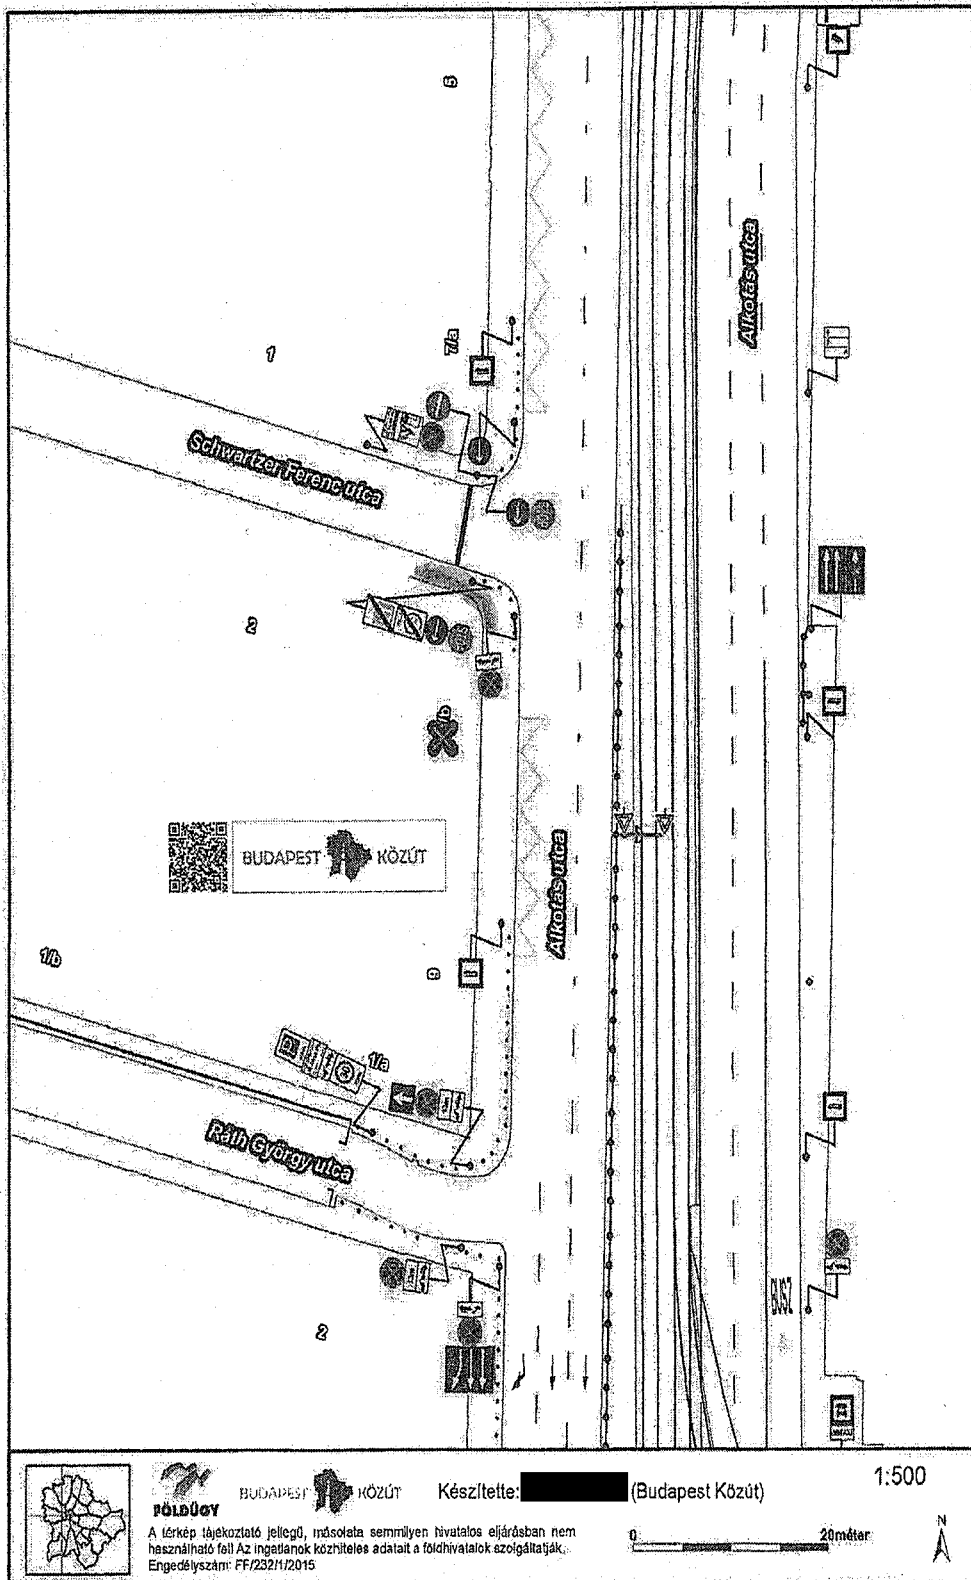 5
Alkotás utca
7/a
1
Schwartzer Ferenc utca
2
/b
BUDAPEST KÖZÚT
Alkotás utca
9
1/b
1/a
Ráth György utca
BUSZ
2
FÖLDÜGY
BUDAPEST KÖZÚT
Készítette: (Budapest Közút)
1:500
A térkép tájékoztató jellegű, másolata semmilyen hivatalos eljárásban nem
használható fel! Az ingatlanok közhiteles adatait a földhivatalok szolgáltatják.
Engedélyszám: FF/232/1/2015
0 20méter
N